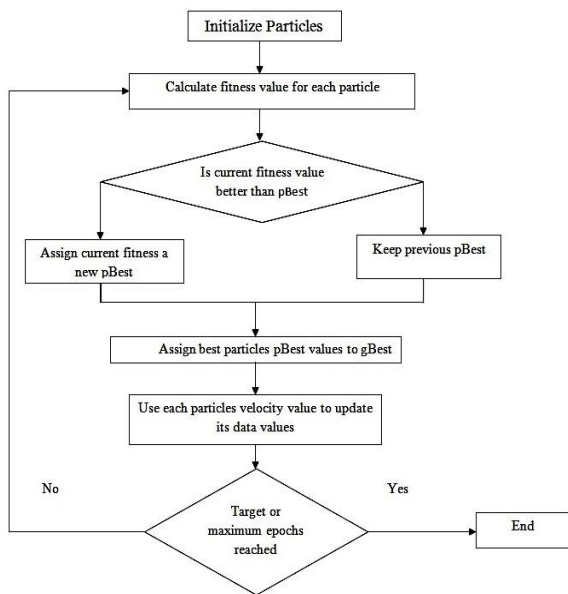 Initialize Particles
Calculate fitness value for each particle
Is current fitness value
better than pBest
Assign current fitness a
new pBest
Keep previous pBest
Assign best particles pBest values to gBest
Use each particles velocity value to update
its data values
No
Yes
Target or
maximum epochs
reached
End